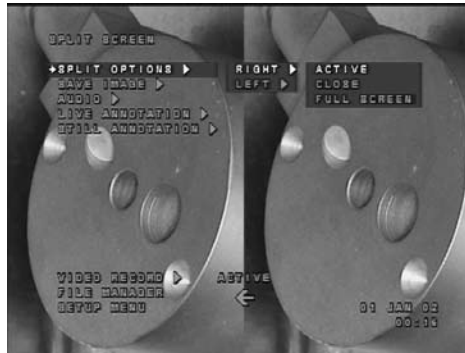 SPLIT SCREEN
→SPLIT OPTIONS ▶ RIGHT ▶ ACTIVE
SAVE IMAGE ▶ LEFT ▶ CLOSE
AUDIO ▶ FULL SCREEN
LIVE ANNOTATION ▶
STILL ANNOTATION ▶
VIDEO RECORD ▶ ACTIVE
FILE MANAGER
SETUP MENU
01 JAN 02
00:16